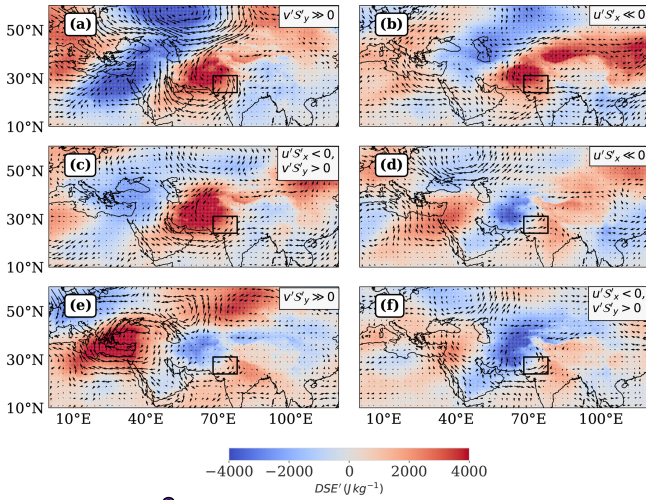 (a)
v'S'y ≫ 0
(b)
u'S'x ≪ 0
50°N
30°N
10°N
(c)
u'S'x < 0,
v'S'y > 0
(d)
u'S'x ≪ 0
50°N
30°N
10°N
(e)
v'S'y ≫ 0
(f)
u'S'x < 0,
v'S'y > 0
50°N
30°N
10°N
10°E 40°E 70°E 100°E 10°E 40°E 70°E 100°E
−4000 −2000 0 2000 4000
DSE' (J kg⁻¹)